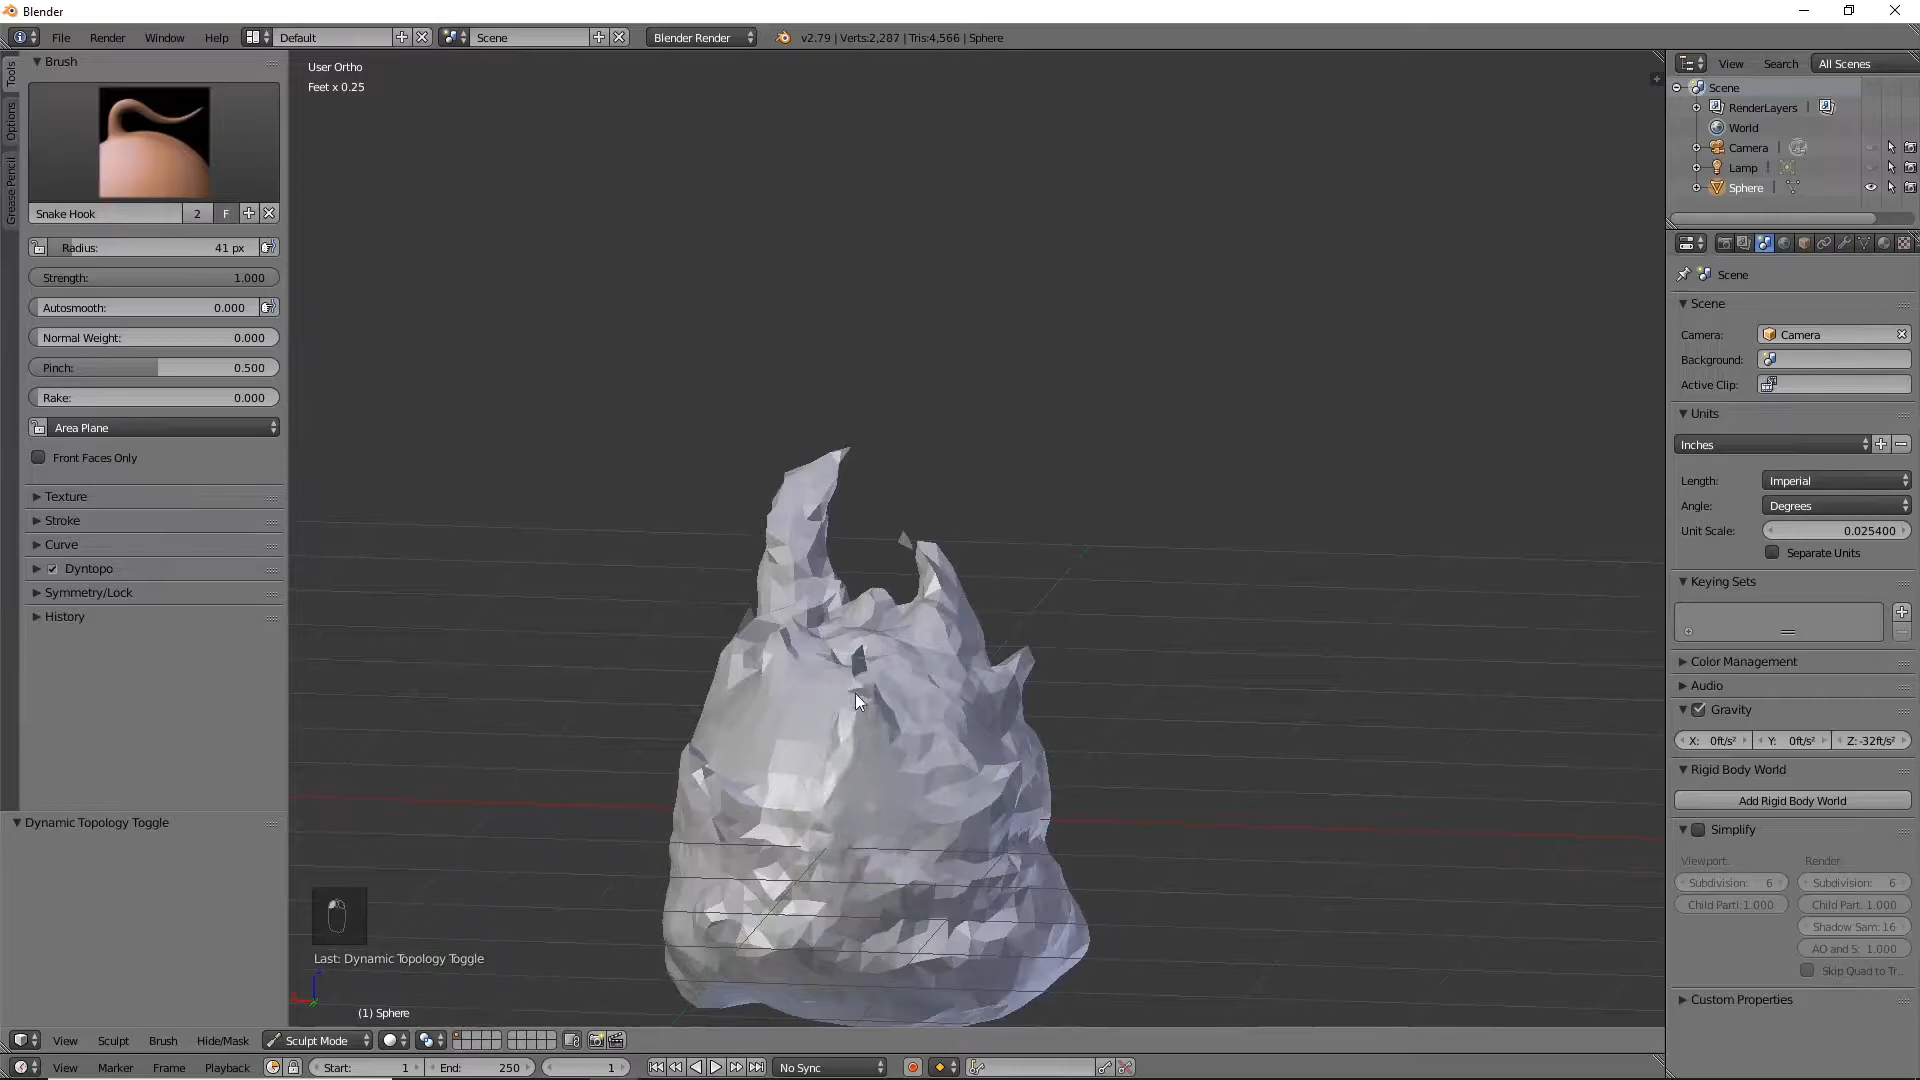 Blender
File Render Window Help Default Scene Blender Render v2.79 | Verts:2,287 | Tris:4,566 | Sphere
Tools
Options
Grease Pencil
Brush
Snake Hook 2 F
Radius: 41 px
Strength: 1.000
Autosmooth: 0.000
Normal Weight: 0.000
Pinch: 0.500
Rake: 0.000
Area Plane
Front Faces Only
Texture
Stroke
Curve
Dyntopo
Symmetry/Lock
History
Dynamic Topology Toggle
User Ortho
Feet x 0.25
Last: Dynamic Topology Toggle
(1) Sphere
View Sculpt Brush Hide/Mask Sculpt Mode
View Marker Frame Playback Start: 1 End: 250 1 No Sync
View Search All Scenes
Scene
RenderLayers
World
Camera
Lamp
Sphere
Scene
Scene
Camera: Camera
Background:
Active Clip:
Units
Inches
Length: Imperial
Angle: Degrees
Unit Scale: 0.025400
Separate Units
Keying Sets
Color Management
Audio
Gravity
X: 0ft/s² Y: 0ft/s² Z: -32ft/s²
Rigid Body World
Add Rigid Body World
Simplify
Viewport: Render:
Subdivision: 6 Subdivision: 6
Child Parti: 1.000 Child Part: 1.000
Shadow Sam: 16
AO and S: 1.000
Skip Quad to Tr..
Custom Properties